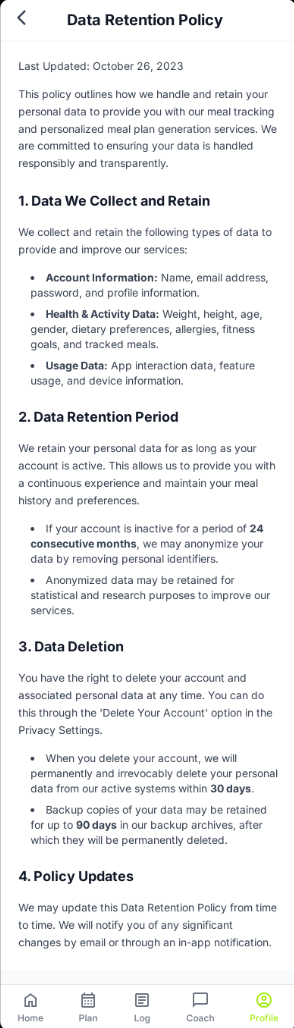 Data Retention Policy
Last Updated: October 26, 2023
This policy outlines how we handle and retain your
personal data to provide you with our meal tracking
and personalized meal plan generation services. We
are committed to ensuring your data is handled
responsibly and transparently.
1. Data We Collect and Retain
We collect and retain the following types of data to
provide and improve our services:
• Account Information: Name, email address,
password, and profile information.
• Health & Activity Data: Weight, height, age,
gender, dietary preferences, allergies, fitness
goals, and tracked meals.
• Usage Data: App interaction data, feature
usage, and device information.
2. Data Retention Period
We retain your personal data for as long as your
account is active. This allows us to provide you with
a continuous experience and maintain your meal
history and preferences.
• If your account is inactive for a period of 24
consecutive months, we may anonymize your
data by removing personal identifiers.
• Anonymized data may be retained for
statistical and research purposes to improve our
services.
3. Data Deletion
You have the right to delete your account and
associated personal data at any time. You can do
this through the 'Delete Your Account' option in the
Privacy Settings.
• When you delete your account, we will
permanently and irrevocably delete your personal
data from our active systems within 30 days.
• Backup copies of your data may be retained
for up to 90 days in our backup archives, after
which they will be permanently deleted.
4. Policy Updates
We may update this Data Retention Policy from time
to time. We will notify you of any significant
changes by email or through an in-app notification.
Home Plan Log Coach Profile